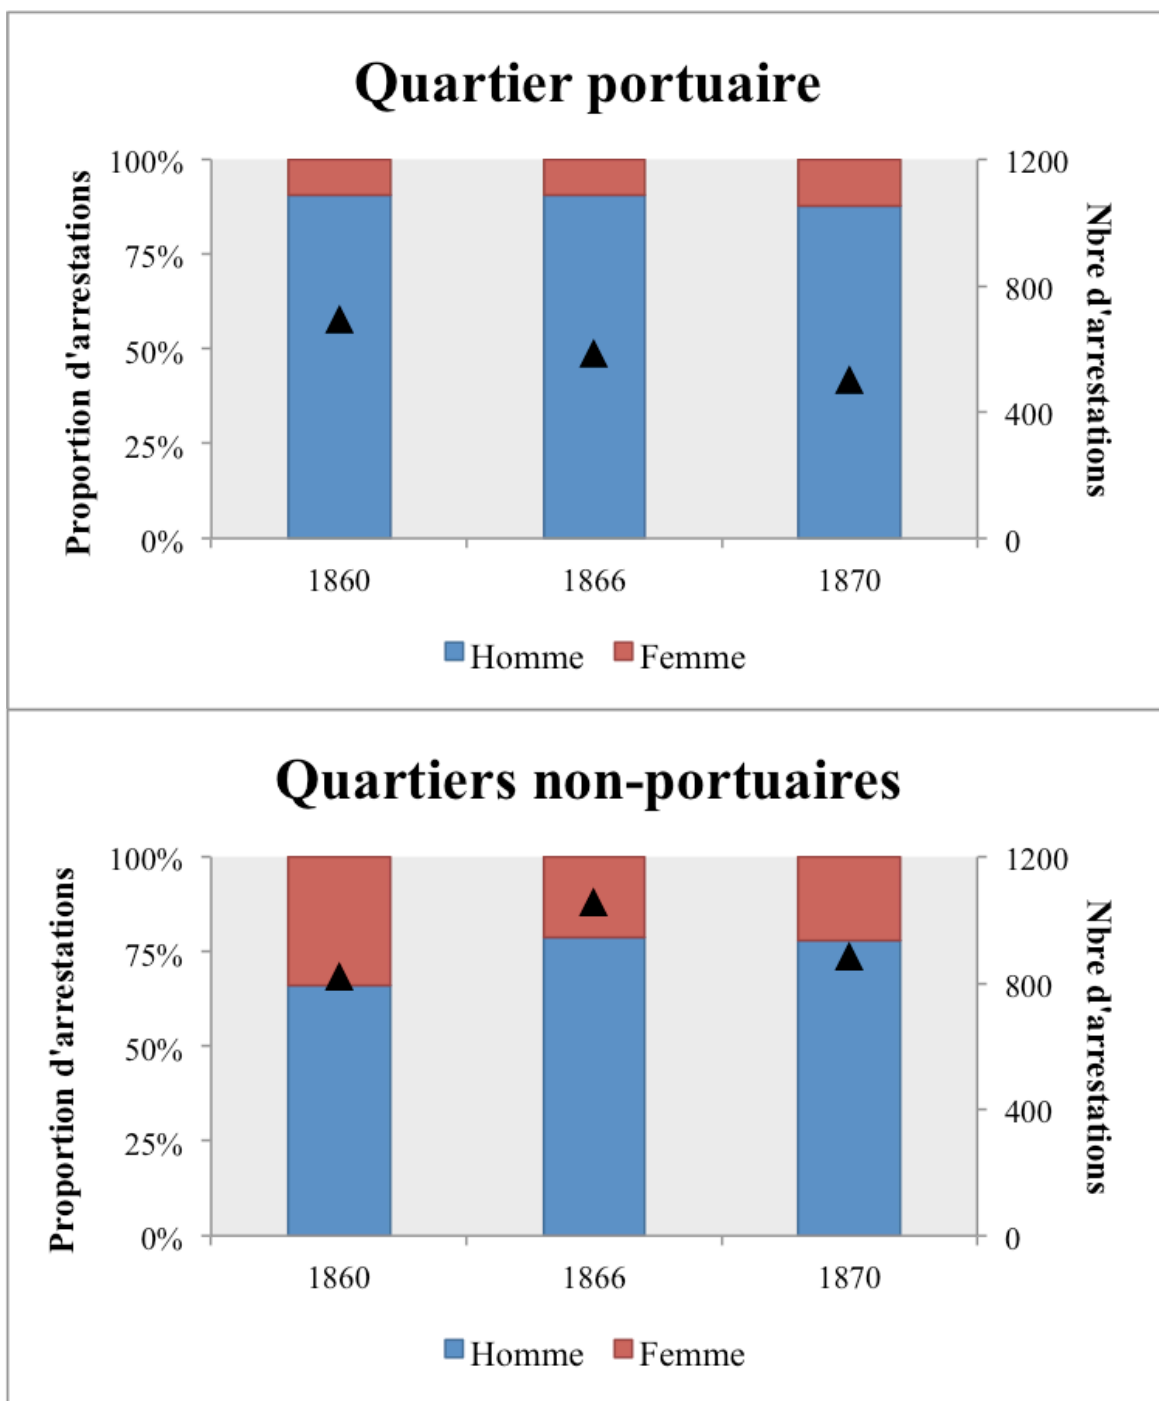 Quartier portuaire
Proportion d'arrestations
100%
75%
50%
25%
0%
1200
800
400
0
Nbre d'arrestations
1860
1866
1870
Homme
Femme
Quartiers non-portuaires
Proportion d'arrestations
100%
75%
50%
25%
0%
1200
800
400
0
Nbre d'arrestations
1860
1866
1870
Homme
Femme